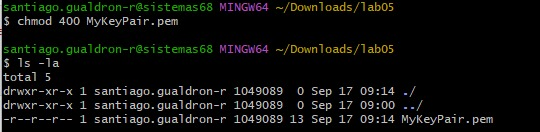 santiago.gualdron-r@sistemas68 MINGW64 ~/Downloads/lab05
$ chmod 400 MyKeyPair.pem
santiago.gualdron-r@sistemas68 MINGW64 ~/Downloads/lab05
$ ls -la
total 5
drwxr-xr-x 1 santiago.gualdron-r 1049089  0 Sep 17 09:14 ./
drwxr-xr-x 1 santiago.gualdron-r 1049089  0 Sep 17 09:00 ../
-r--r--r-- 1 santiago.gualdron-r 1049089 13 Sep 17 09:14 MyKeyPair.pem